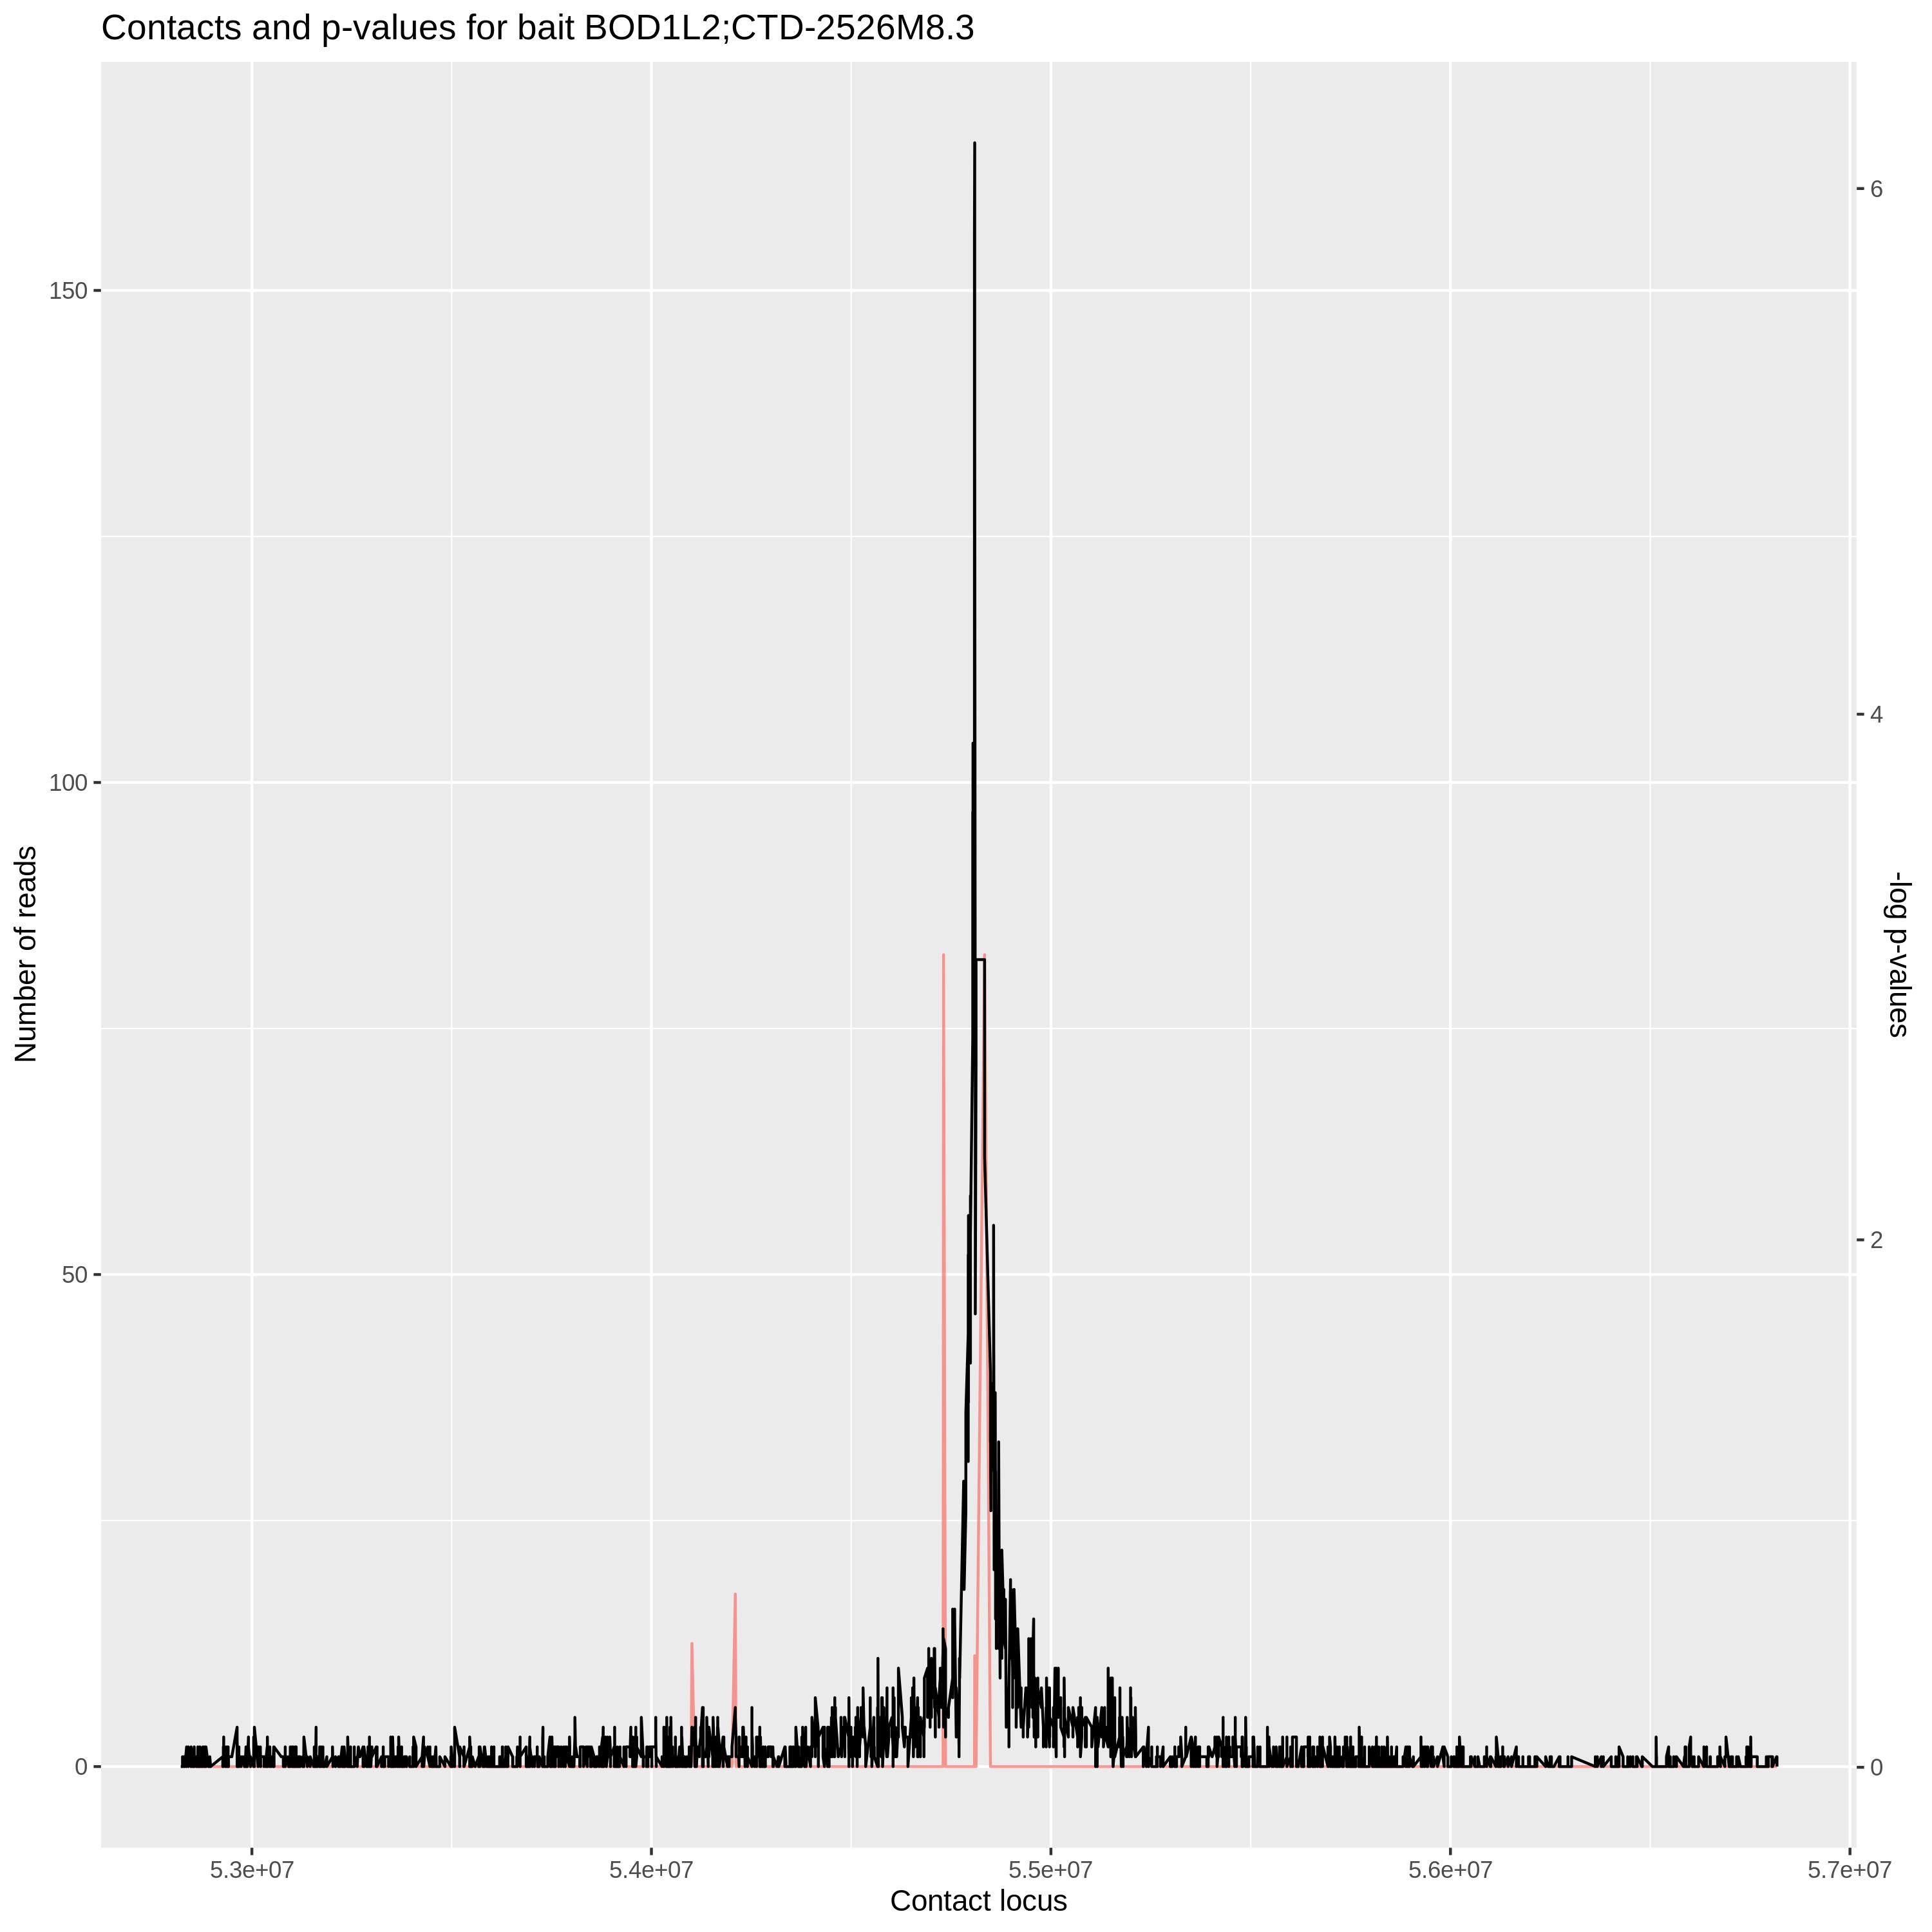 Contacts and p-values for bait BOD1L2;CTD-2526M8.3
Number of reads
150
100
50
0
6
4
2
0
-log p-values
5.3e+07
5.4e+07
5.5e+07
5.6e+07
5.7e+07
Contact locus